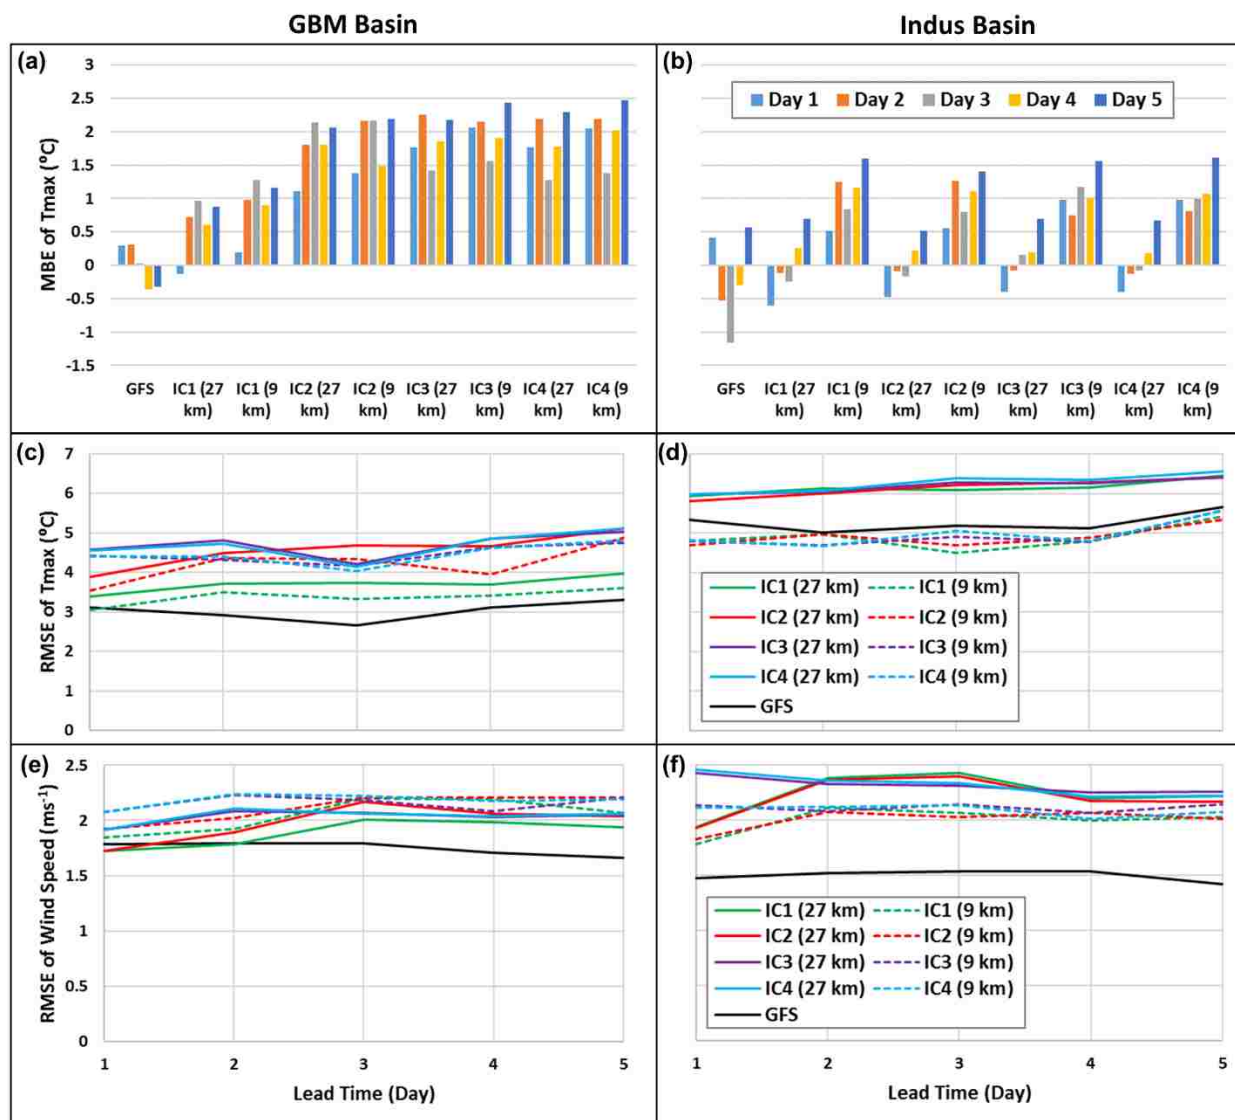 GBM Basin
Indus Basin
(a)
MBE of Tmax (°C)
3
2.5
2
1.5
1
0.5
0
-0.5
-1
-1.5
GFS
IC1 (27
km)
IC1 (9
km)
IC2 (27
km)
IC2 (9
km)
IC3 (27
km)
IC3 (9
km)
IC4 (27
km)
IC4 (9
km)
(b)
Day 1 Day 2 Day 3 Day 4 Day 5
GFS
IC1 (27
km)
IC1 (9
km)
IC2 (27
km)
IC2 (9
km)
IC3 (27
km)
IC3 (9
km)
IC4 (27
km)
IC4 (9
km)
(c)
RMSE of Tmax (°C)
7
6
5
4
3
2
1
0
(d)
IC1 (27 km) IC1 (9 km)
IC2 (27 km) IC2 (9 km)
IC3 (27 km) IC3 (9 km)
IC4 (27 km) IC4 (9 km)
GFS
(e)
RMSE of Wind Speed (ms⁻¹)
2.5
2
1.5
1
0.5
0
1 2 3 4 5
Lead Time (Day)
(f)
IC1 (27 km) IC1 (9 km)
IC2 (27 km) IC2 (9 km)
IC3 (27 km) IC3 (9 km)
IC4 (27 km) IC4 (9 km)
GFS
1 2 3 4 5
Lead Time (Day)